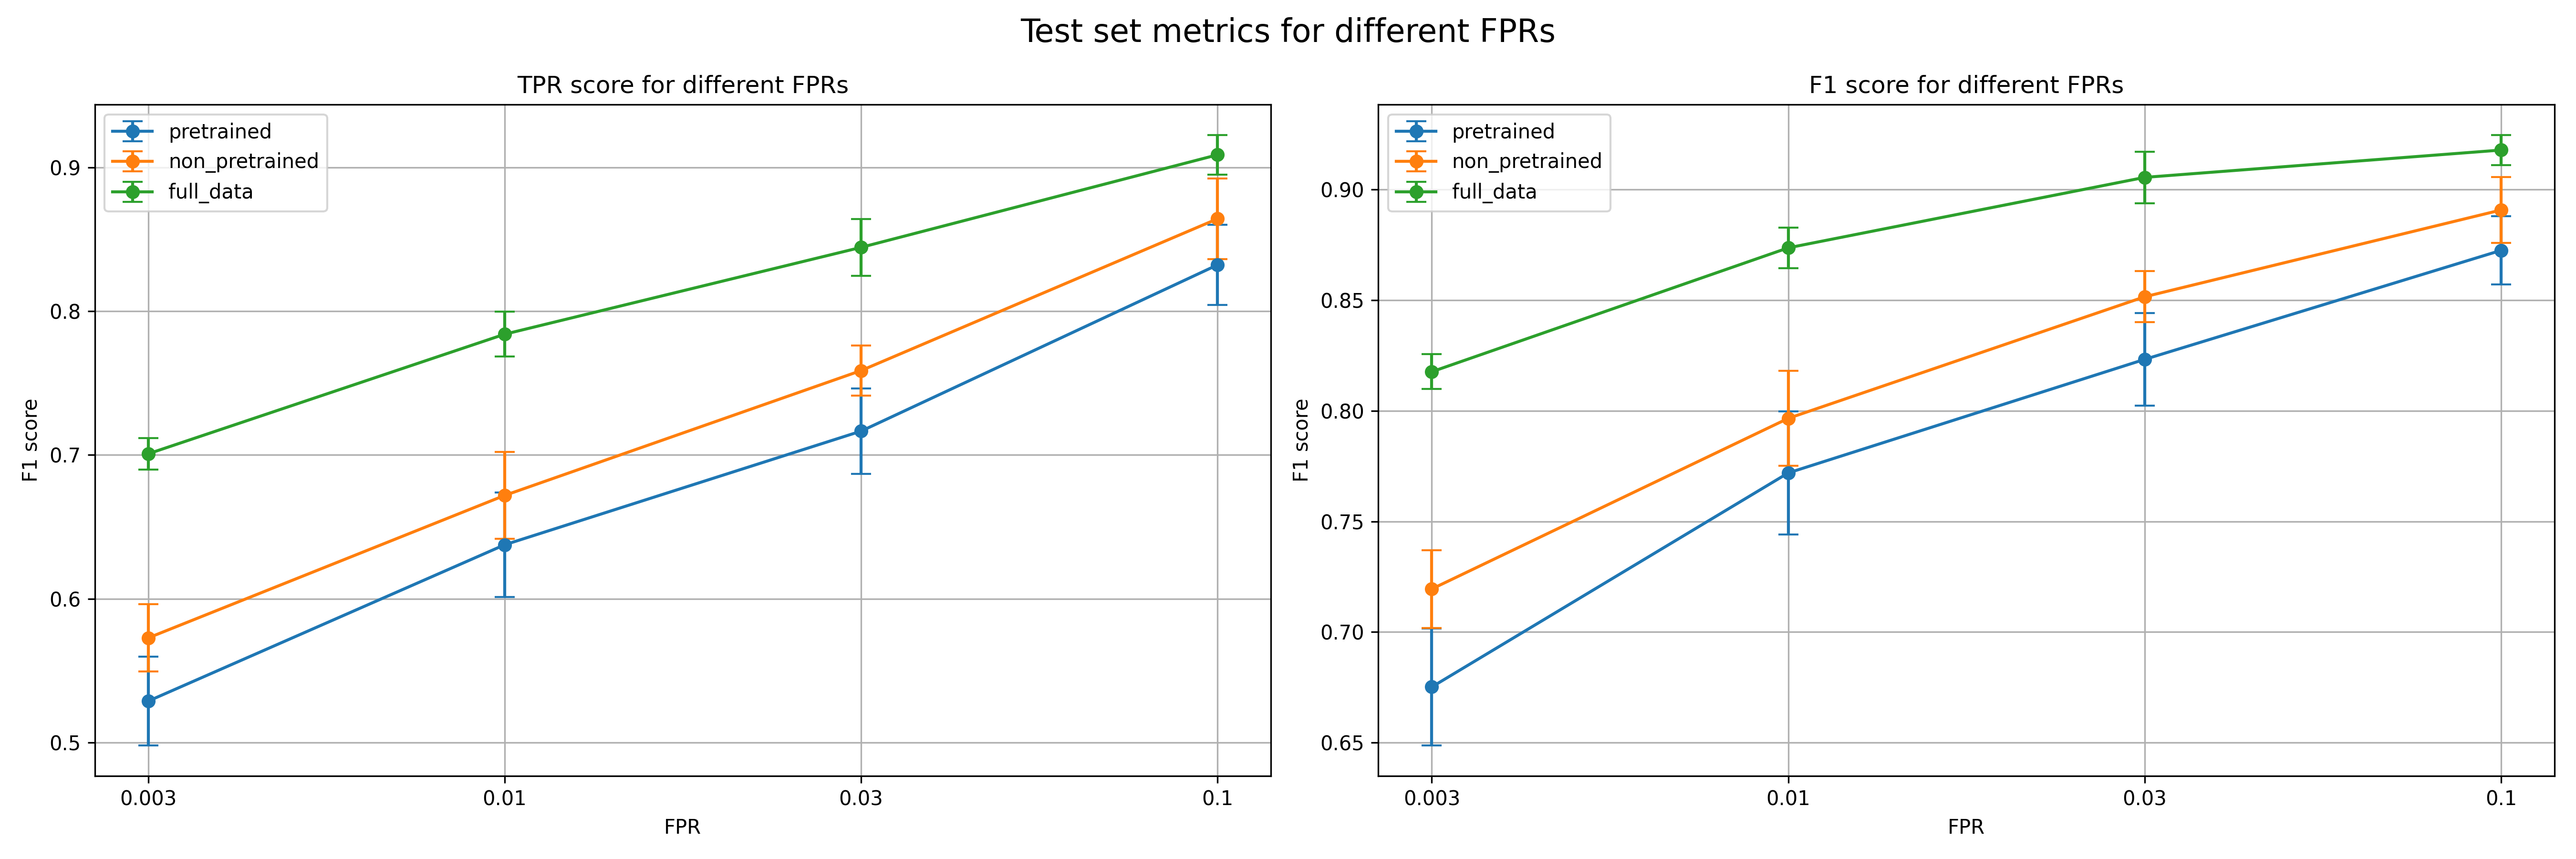 Test set metrics for different FPRs
TPR score for different FPRs
pretrained
non_pretrained
full_data
0.9
0.8
0.7
0.6
0.5
F1 score
0.003
0.01
0.03
0.1
FPR
F1 score for different FPRs
pretrained
non_pretrained
full_data
0.90
0.85
0.80
0.75
0.70
0.65
F1 score
0.003
0.01
0.03
0.1
FPR